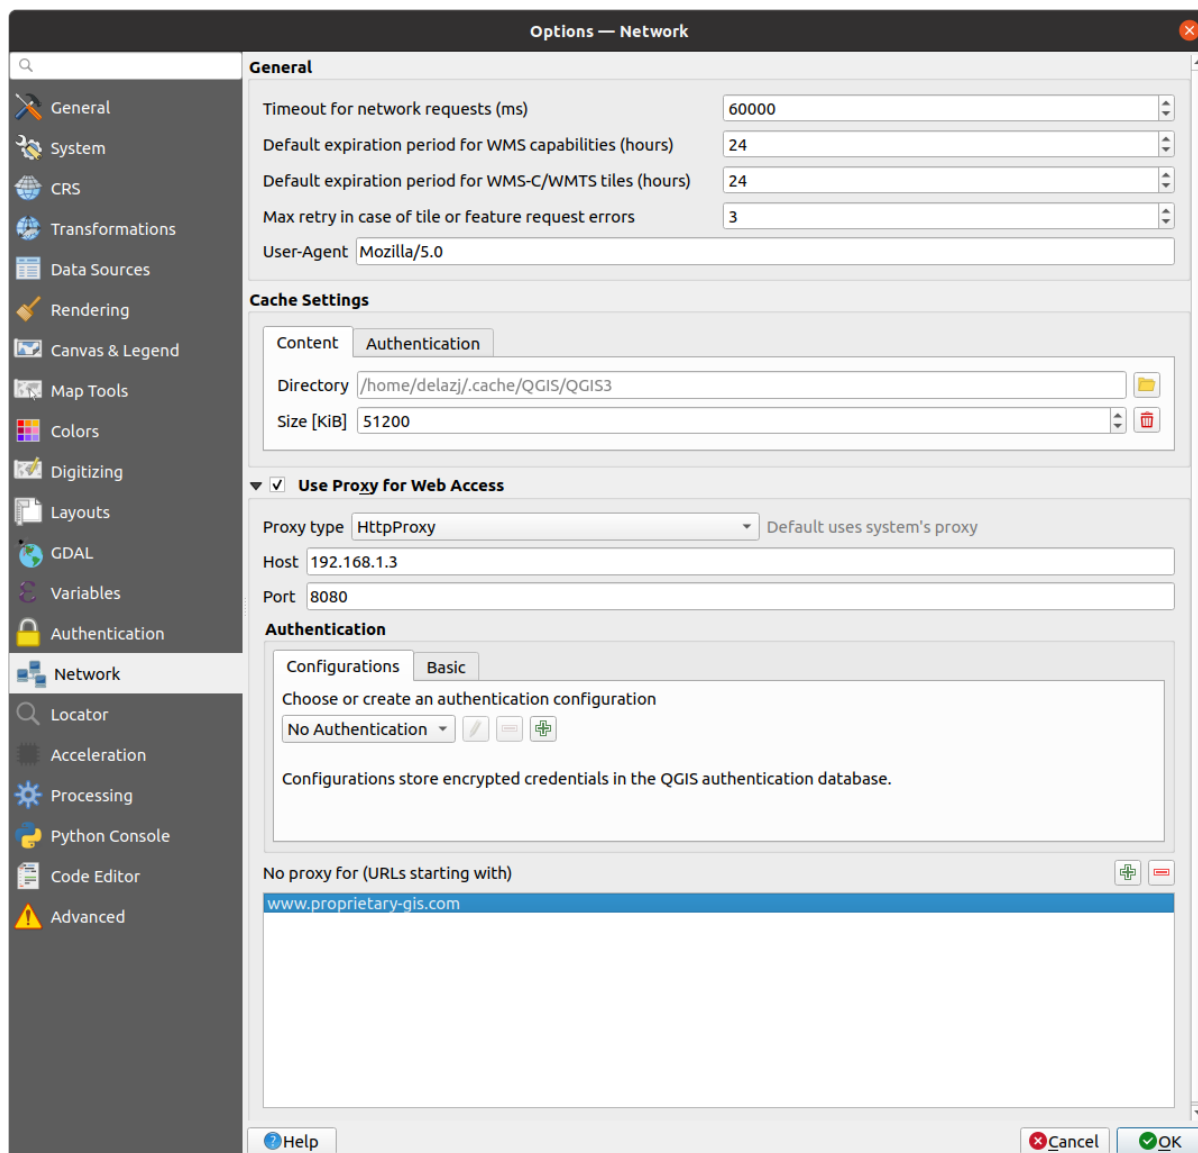 Options — Network
General
System
CRS
Transformations
Data Sources
Rendering
Canvas & Legend
Map Tools
Colors
Digitizing
Layouts
GDAL
Variables
Authentication
Network
Locator
Acceleration
Processing
Python Console
Code Editor
Advanced
General
Timeout for network requests (ms) 60000
Default expiration period for WMS capabilities (hours) 24
Default expiration period for WMS-C/WMTS tiles (hours) 24
Max retry in case of tile or feature request errors 3
User-Agent Mozilla/5.0
Cache Settings
Content Authentication
Directory /home/delazj/.cache/QGIS/QGIS3
Size [KiB] 51200
Use Proxy for Web Access
Proxy type HttpProxy Default uses system's proxy
Host 192.168.1.3
Port 8080
Authentication
Configurations Basic
Choose or create an authentication configuration
No Authentication
Configurations store encrypted credentials in the QGIS authentication database.
No proxy for (URLs starting with)
www.proprietary-gis.com
Help Cancel OK